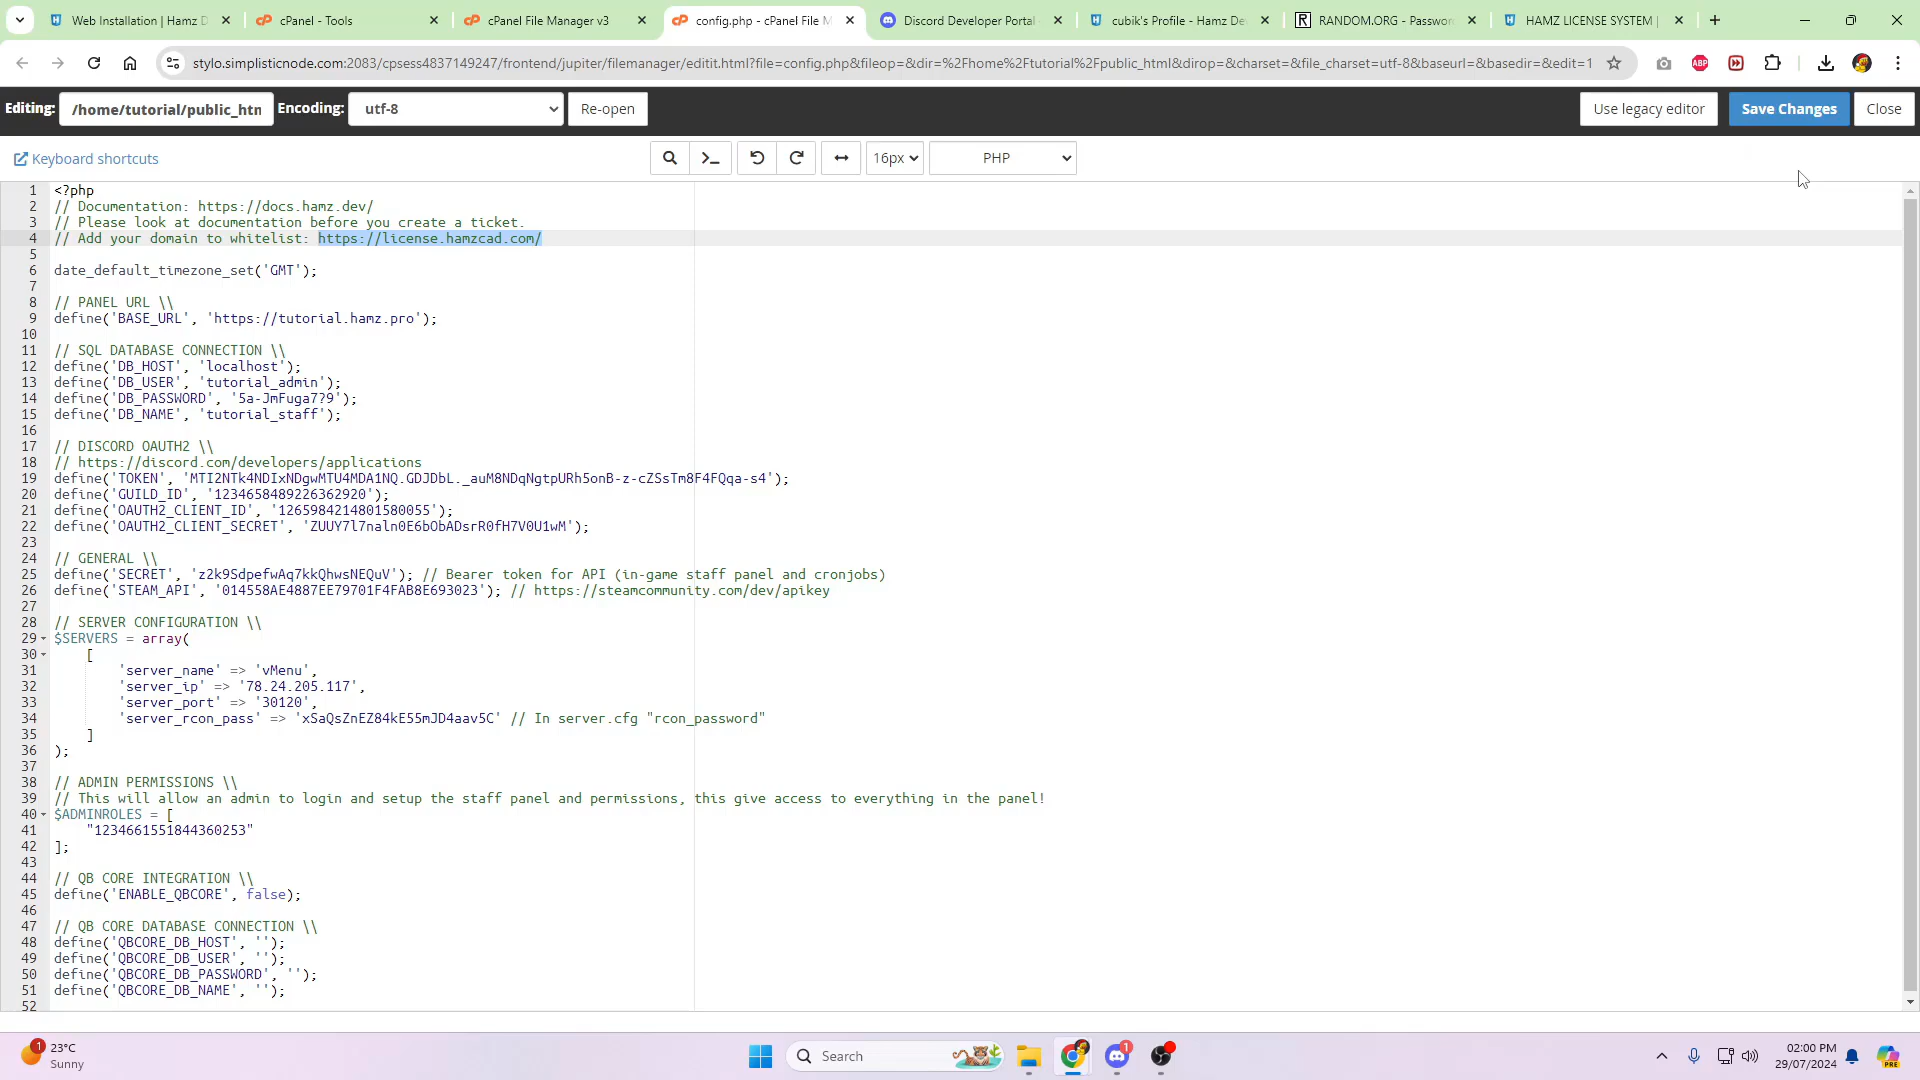 Web Installation | Hamz D
cPanel - Tools
cPanel File Manager v3
config.php - cPanel File M
Discord Developer Portal
cubik's Profile - Hamz De
RANDOM.ORG - Passwo
HAMZ LICENSE SYSTEM |
stylo.simplisticnode.com:2083/cpsess4837149247/frontend/jupiter/filemanager/editit.html?file=config.php&fileop=&dir=%2Fhome%2Ftutorial%2Fpublic_html&dirop=&charset=&file_charset=utf-8&baseurl=&basedir=&edit=1
ABP
Editing: /home/tutorial/public_htn Encoding: utf-8 Re-open Use legacy editor Save Changes Close
Keyboard shortcuts 16px PHP
1 <?php
2 // Documentation: https://docs.hamz.dev/
3 // Please look at documentation before you create a ticket.
4 // Add your domain to whitelist: https://license.hamzcad.com/
5
6 date_default_timezone_set('GMT');
7
8 // PANEL URL \\
9 define('BASE_URL', 'https://tutorial.hamz.pro');
10
11 // SQL DATABASE CONNECTION \\
12 define('DB_HOST', 'localhost');
13 define('DB_USER', 'tutorial_admin');
14 define('DB_PASSWORD', '5a-JmFuga7?9');
15 define('DB_NAME', 'tutorial_staff');
16
17 // DISCORD OAUTH2 \\
18 // https://discord.com/developers/applications
19 define('TOKEN', 'MTI2NTk4NDIxNDgwMTU4MDA1NQ.GDJDbL._auM8NDqNgtpURh5onB-z-cZSsTm8F4FQqa-s4');
20 define('GUILD_ID', '1234658489226362920');
21 define('OAUTH2_CLIENT_ID', '1265984214801580055');
22 define('OAUTH2_CLIENT_SECRET', 'ZUUY7l7naln0E6bObADsrR0fH7V0U1wM');
23
24 // GENERAL \\
25 define('SECRET', 'z2k9SdpefwAq7kkQhwsNEQuV'); // Bearer token for API (in-game staff panel and cronjobs)
26 define('STEAM_API', '014558AE4887EE79701F4FAB8E693023'); // https://steamcommunity.com/dev/apikey
27
28 // SERVER CONFIGURATION \\
29 $SERVERS = array(
30 [
31 'server_name' => 'vMenu',
32 'server_ip' => '78.24.205.117',
33 'server_port' => '30120',
34 'server_rcon_pass' => 'xSaQsZnEZ84kE55mJD4aav5C' // In server.cfg "rcon_password"
35 ]
36 );
37
38 // ADMIN PERMISSIONS \\
39 // This will allow an admin to login and setup the staff panel and permissions, this give access to everything in the panel!
40 $ADMINROLES = [
41 "1234661551844360253"
42 ];
43
44 // QB CORE INTEGRATION \\
45 define('ENABLE_QBCORE', false);
46
47 // QB CORE DATABASE CONNECTION \\
48 define('QBCORE_DB_HOST', '');
49 define('QBCORE_DB_USER', '');
50 define('QBCORE_DB_PASSWORD', '');
51 define('QBCORE_DB_NAME', '');
52
1 23°C
Sunny
Search
1
02:00 PM
29/07/2024
PRE